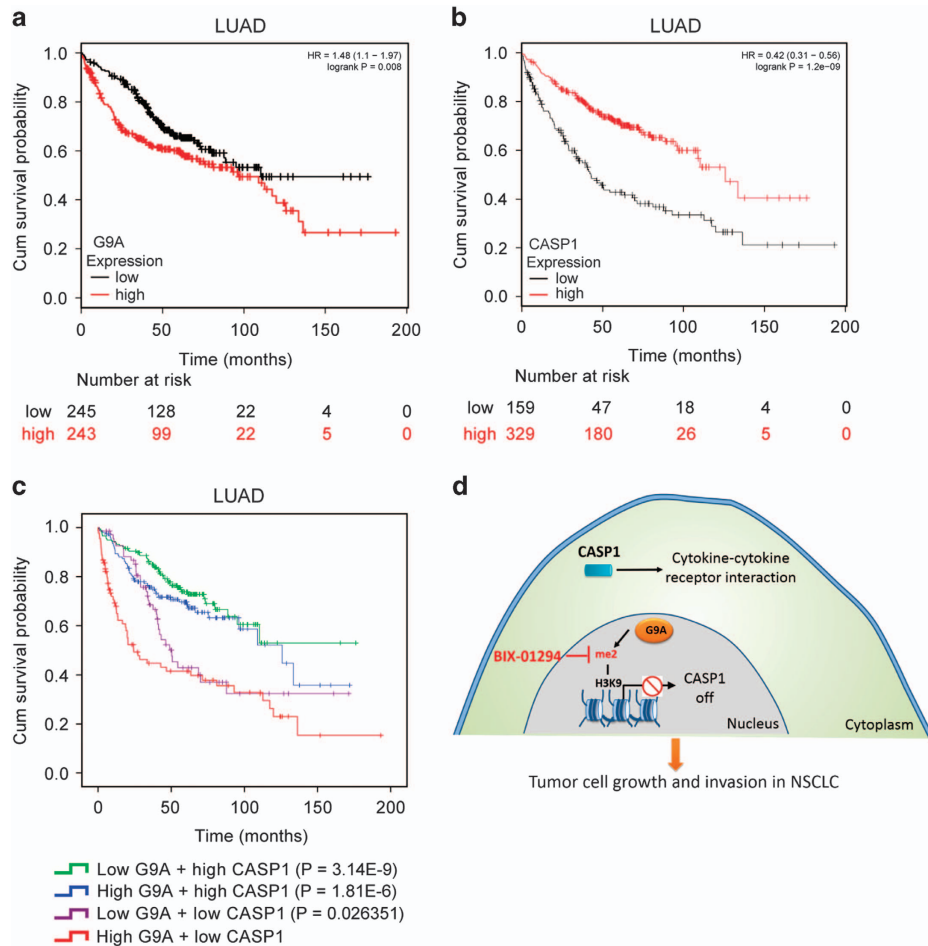 a
LUAD
HR = 1.48 (1.1 – 1.97)
logrank P = 0.008
Cum survival probability
1.0
0.8
0.6
0.4
0.2
0.0
G9A
Expression
low
high
0 50 100 150 200
Time (months)
Number at risk
low 245 128 22 4 0
high 243 99 22 5 0
b
LUAD
HR = 0.42 (0.31 – 0.56)
logrank P = 1.2e–09
Cum survival probability
1.0
0.8
0.6
0.4
0.2
0.0
CASP1
Expression
low
high
0 50 100 150 200
Time (months)
Number at risk
low 159 47 18 4 0
high 329 180 26 5 0
c
LUAD
Cum survival probability
1.0
0.8
0.6
0.4
0.2
0.0
0 50 100 150 200
Time (months)
Low G9A + high CASP1 (P = 3.14E-9)
High G9A + high CASP1 (P = 1.81E-6)
Low G9A + low CASP1 (P = 0.026351)
High G9A + low CASP1
d
CASP1
Cytokine-cytokine
receptor interaction
G9A
BIX-01294
me2
H3K9
CASP1
off
Nucleus
Cytoplasm
Tumor cell growth and invasion in NSCLC